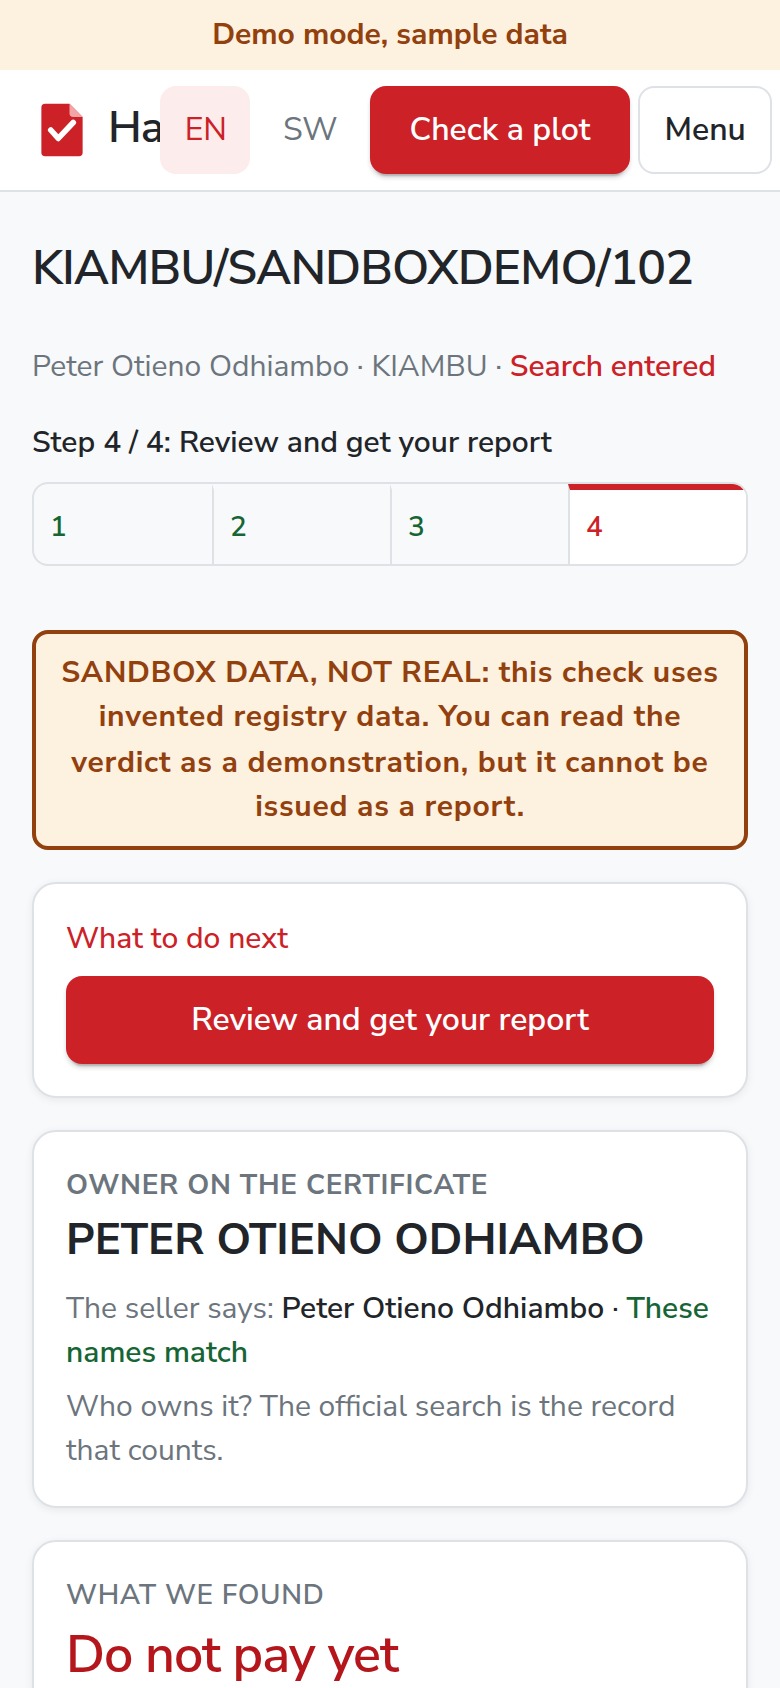 Demo mode, sample data
Ha
EN
SW
Check a plot
Menu
KIAMBU/SANDBOXDEMO/102
Peter Otieno Odhiambo · KIAMBU · Search entered
Step 4 / 4: Review and get your report
1
2
3
4
SANDBOX DATA, NOT REAL: this check uses
invented registry data. You can read the
verdict as a demonstration, but it cannot be
issued as a report.
What to do next
Review and get your report
OWNER ON THE CERTIFICATE
PETER OTIENO ODHIAMBO
The seller says: Peter Otieno Odhiambo · These
names match
Who owns it? The official search is the record
that counts.
WHAT WE FOUND
Do not pay yet